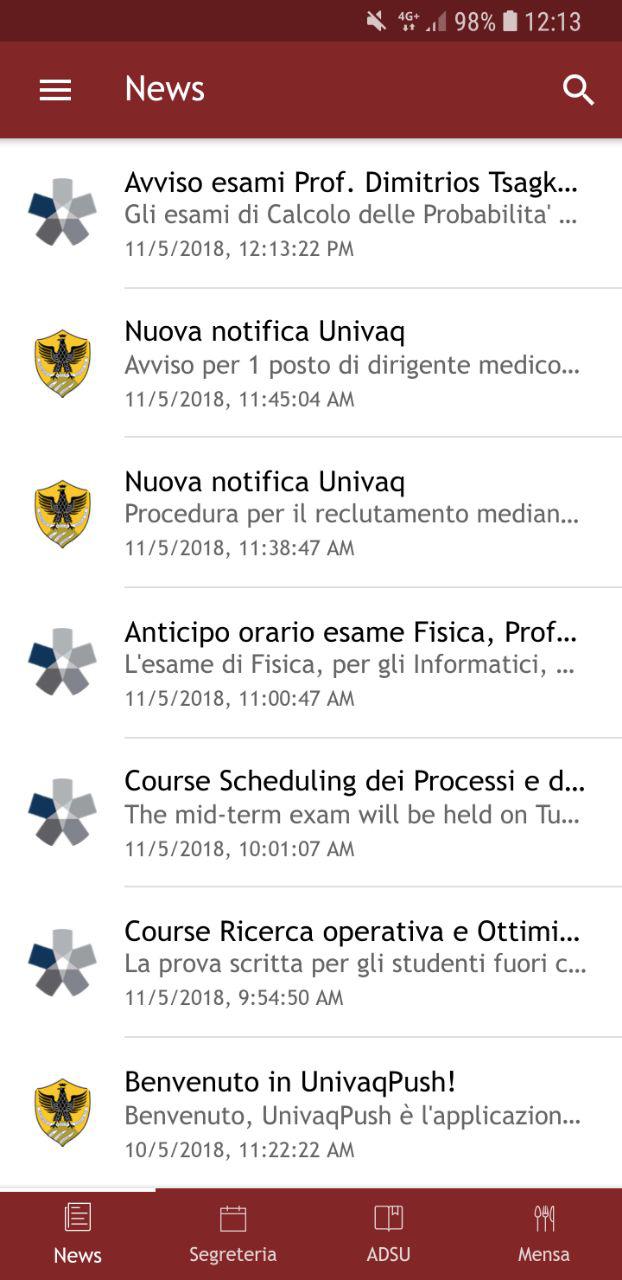 4G+ 98% 12:13
News
Avviso esami Prof. Dimitrios Tsagk...
Gli esami di Calcolo delle Probabilita' ...
11/5/2018, 12:13:22 PM
Nuova notifica Univaq
Avviso per 1 posto di dirigente medico...
11/5/2018, 11:45:04 AM
Nuova notifica Univaq
Procedura per il reclutamento median...
11/5/2018, 11:38:47 AM
Anticipo orario esame Fisica, Prof...
L'esame di Fisica, per gli Informatici, ...
11/5/2018, 11:00:47 AM
Course Scheduling dei Processi e d...
The mid-term exam will be held on Tu...
11/5/2018, 10:01:07 AM
Course Ricerca operativa e Ottimi...
La prova scritta per gli studenti fuori c...
11/5/2018, 9:54:50 AM
Benvenuto in UnivaqPush!
Benvenuto, UnivaqPush è l'applicazion...
10/5/2018, 11:22:22 AM
News Segreteria ADSU Mensa